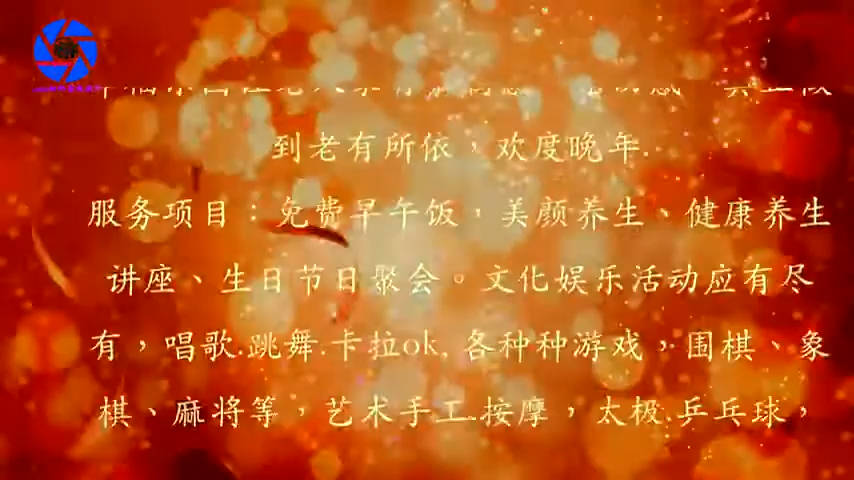 到老有所依，欢度晚年.
服务项目：免费早午饭，美颜养生、健康养生
讲座、生日节日聚会。文化娱乐活动应有尽
有，唱歌.跳舞.卡拉ok,各种种游戏，围棋、象
棋、麻将等，艺术手工.按摩，太极.乒乓球，